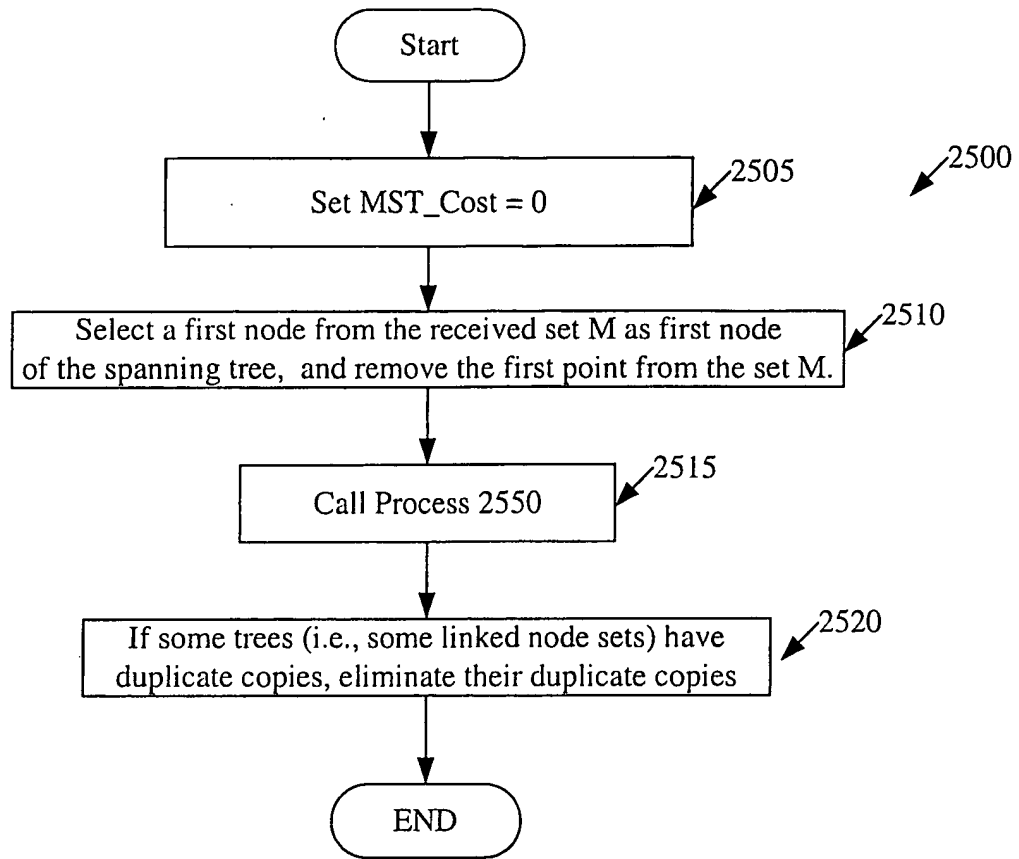 Start
2505
2500
Set MST_Cost = 0
2510
Select a first node from the received set M as first node
of the spanning tree, and remove the first point from the set M.
2515
Call Process 2550
2520
If some trees (i.e., some linked node sets) have
duplicate copies, eliminate their duplicate copies
END